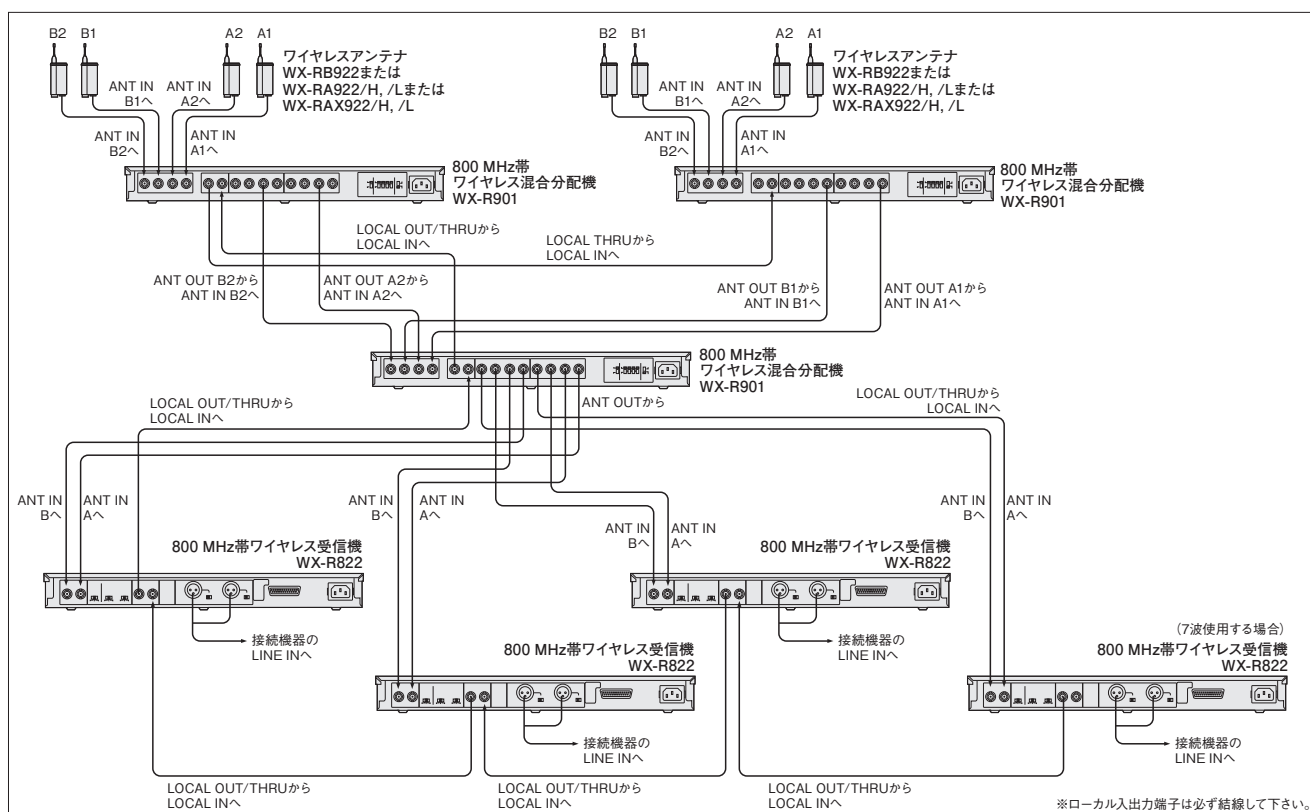 B2 B1 A2 A1
ワイヤレスアンテナ
WX-RB922または
WX-RA922/H, /Lまたは
WX-RAX922/H, /L
ANT IN
B1へ
ANT IN
A2へ
ANT IN
B2へ
ANT IN
A1へ
800 MHz帯
ワイヤレス混合分配機
WX-R901
B2 B1 A2 A1
ワイヤレスアンテナ
WX-RB922または
WX-RA922/H, /Lまたは
WX-RAX922/H, /L
ANT IN
B1へ
ANT IN
A2へ
ANT IN
B2へ
ANT IN
A1へ
800 MHz帯
ワイヤレス混合分配機
WX-R901
LOCAL OUT/THRUから
LOCAL INへ
LOCAL THRUから
LOCAL INへ
ANT OUT B2から
ANT IN B2へ
ANT OUT A2から
ANT IN A2へ
ANT OUT B1から
ANT IN B1へ
ANT OUT A1から
ANT IN A1へ
800 MHz帯
ワイヤレス混合分配機
WX-R901
LOCAL OUT/THRUから
LOCAL INへ
ANT OUTから
LOCAL OUT/THRUから
LOCAL INへ
ANT IN
Bへ
ANT IN
Aへ
ANT IN
Bへ
ANT IN
Aへ
ANT IN
Bへ
ANT IN
Aへ
ANT IN
Bへ
ANT IN
Aへ
800 MHz帯ワイヤレス受信機
WX-R822
接続機器の
LINE INへ
800 MHz帯ワイヤレス受信機
WX-R822
接続機器の
LINE INへ
800 MHz帯ワイヤレス受信機
WX-R822
接続機器の
LINE INへ
(7波使用する場合)
800 MHz帯ワイヤレス受信機
WX-R822
接続機器の
LINE INへ
LOCAL OUT/THRUから
LOCAL INへ
LOCAL OUT/THRUから
LOCAL INへ
LOCAL OUT/THRUから
LOCAL INへ
※ローカル入出力端子は必ず結線して下さい。